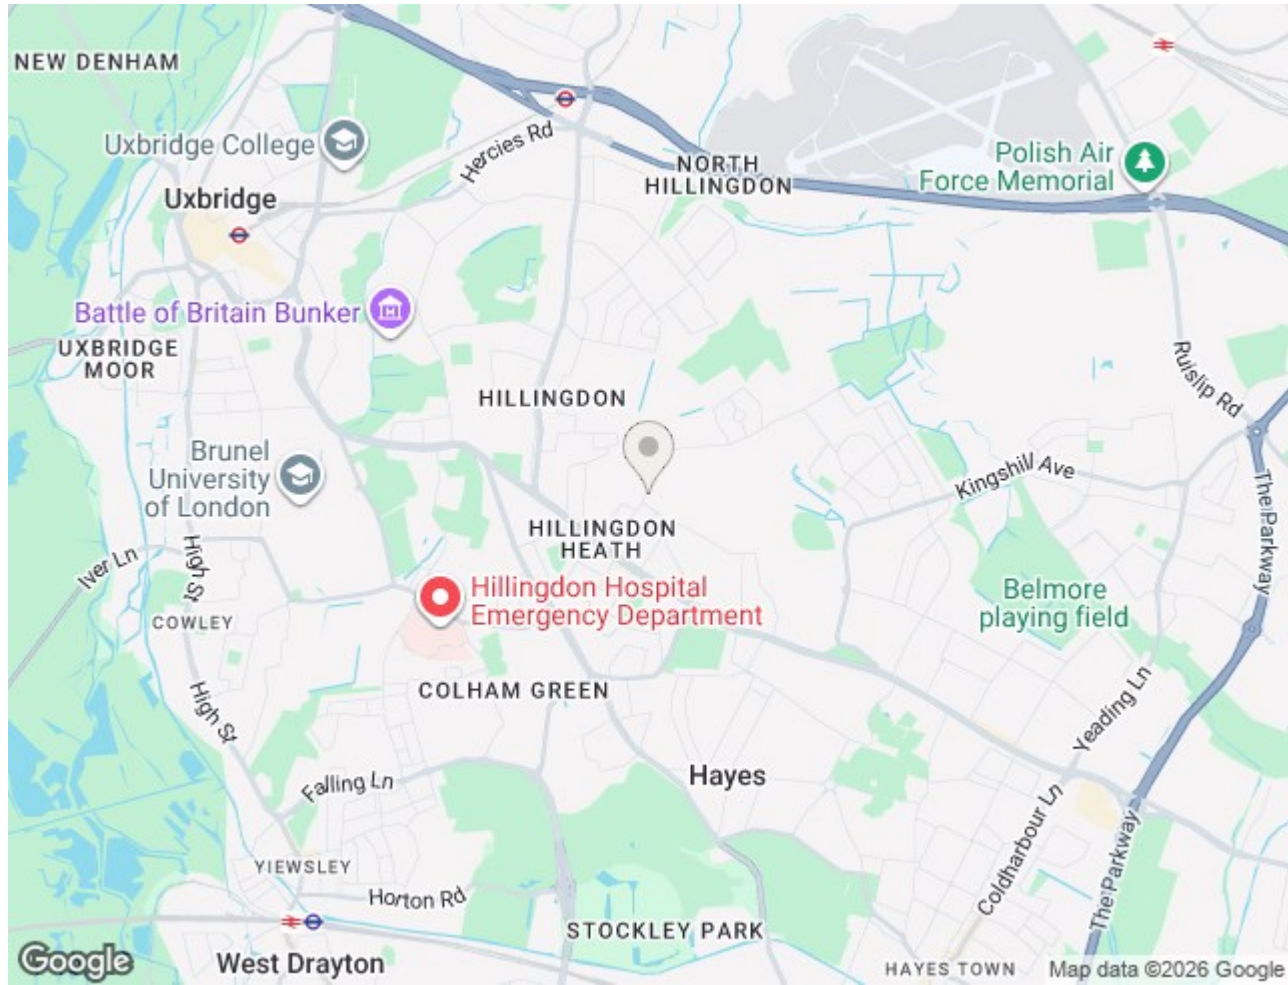 NEW DENHAM
Uxbridge College
Hercies Rd
NORTH
HILLINGDON
Polish Air
Force Memorial
Uxbridge
Battle of Britain Bunker
UXBRIDGE
MOOR
Ruislip Rd
HILLINGDON
Brunel
University
of London
Kingshill Ave
The Parkway
HILLINGDON
HEATH
High St
Iver Ln
Hillingdon Hospital
Emergency Department
Belmore
playing field
COWLEY
COLHAM GREEN
High St
Yeading Ln
Falling Ln
Hayes
Coldharbour Ln
The Parkway
YIEWSLEY
Horton Rd
STOCKLEY PARK
West Drayton
HAYES TOWN
Google
Map data ©2026 Google